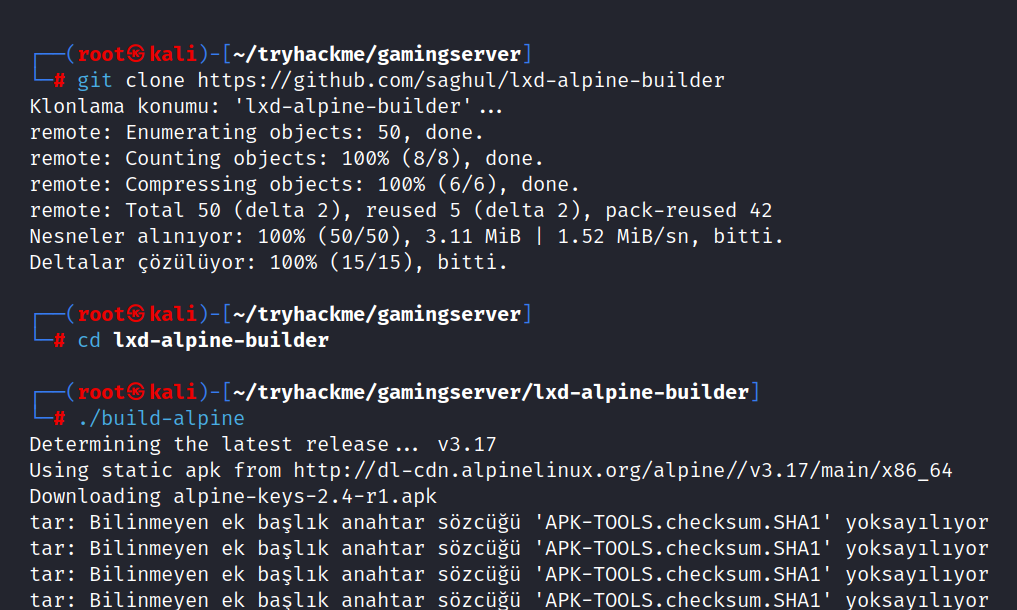 ┌──(root㉿kali)-[~/tryhackme/gamingserver]
└─# git clone https://github.com/saghul/lxd-alpine-builder
Klonlama konumu: 'lxd-alpine-builder'...
remote: Enumerating objects: 50, done.
remote: Counting objects: 100% (8/8), done.
remote: Compressing objects: 100% (6/6), done.
remote: Total 50 (delta 2), reused 5 (delta 2), pack-reused 42
Nesneler alınıyor: 100% (50/50), 3.11 MiB | 1.52 MiB/sn, bitti.
Deltalar çözülüyor: 100% (15/15), bitti.
┌──(root㉿kali)-[~/tryhackme/gamingserver]
└─# cd lxd-alpine-builder
┌──(root㉿kali)-[~/tryhackme/gamingserver/lxd-alpine-builder]
└─# ./build-alpine
Determining the latest release... v3.17
Using static apk from http://dl-cdn.alpinelinux.org/alpine//v3.17/main/x86_64
Downloading alpine-keys-2.4-r1.apk
tar: Bilinmeyen ek başlık anahtar sözcüğü 'APK-TOOLS.checksum.SHA1' yoksayılıyor
tar: Bilinmeyen ek başlık anahtar sözcüğü 'APK-TOOLS.checksum.SHA1' yoksayılıyor
tar: Bilinmeyen ek başlık anahtar sözcüğü 'APK-TOOLS.checksum.SHA1' yoksayılıyor
tar: Bilinmeyen ek başlık anahtar sözcüğü 'APK-TOOLS.checksum.SHA1' yoksayılıyor